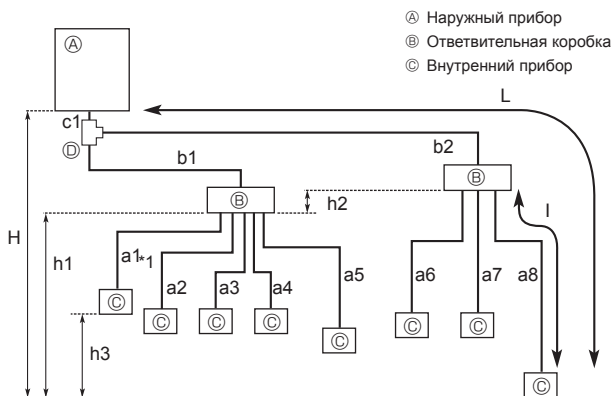 Ⓐ Наружный прибор
Ⓑ Ответвительная коробка
Ⓒ Внутренний прибор
Ⓐ
L
c1
Ⓓ
b1
b2
Ⓑ
Ⓑ
h2
H
h1
l
a1*1
a2
a3
a4
a5
a6
a7
a8
Ⓒ
Ⓒ
Ⓒ
Ⓒ
Ⓒ
Ⓒ
Ⓒ
h3
Ⓒ